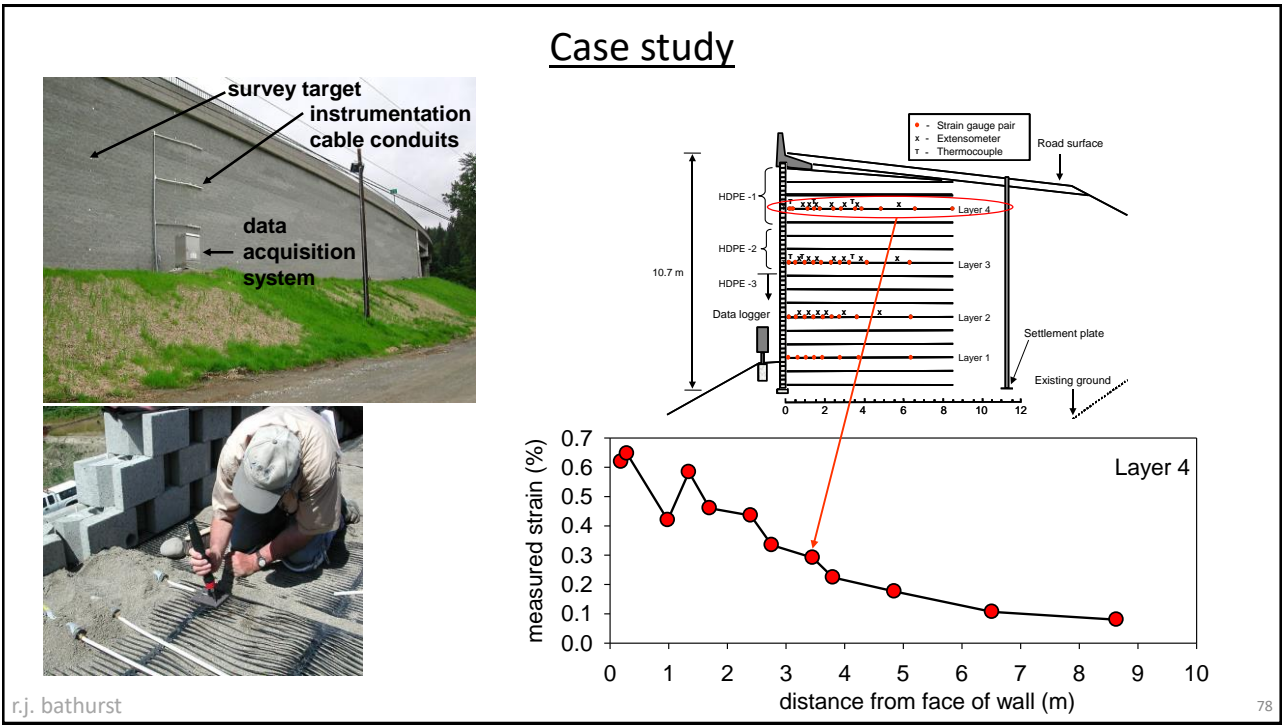 Case study
survey target
instrumentation
cable conduits
data
acquisition
system
• - Strain gauge pair
x - Extensometer
T - Thermocouple
Road surface
HDPE -1
Layer 4
HDPE -2
Layer 3
10.7 m
HDPE -3
Data logger
Layer 2
Settlement plate
Layer 1
Existing ground
0 2 4 6 8 10 12
measured strain (%)
0.7
0.6
0.5
0.4
0.3
0.2
0.1
0.0
Layer 4
0 1 2 3 4 5 6 7 8 9 10
distance from face of wall (m)
r.j. bathurst
78